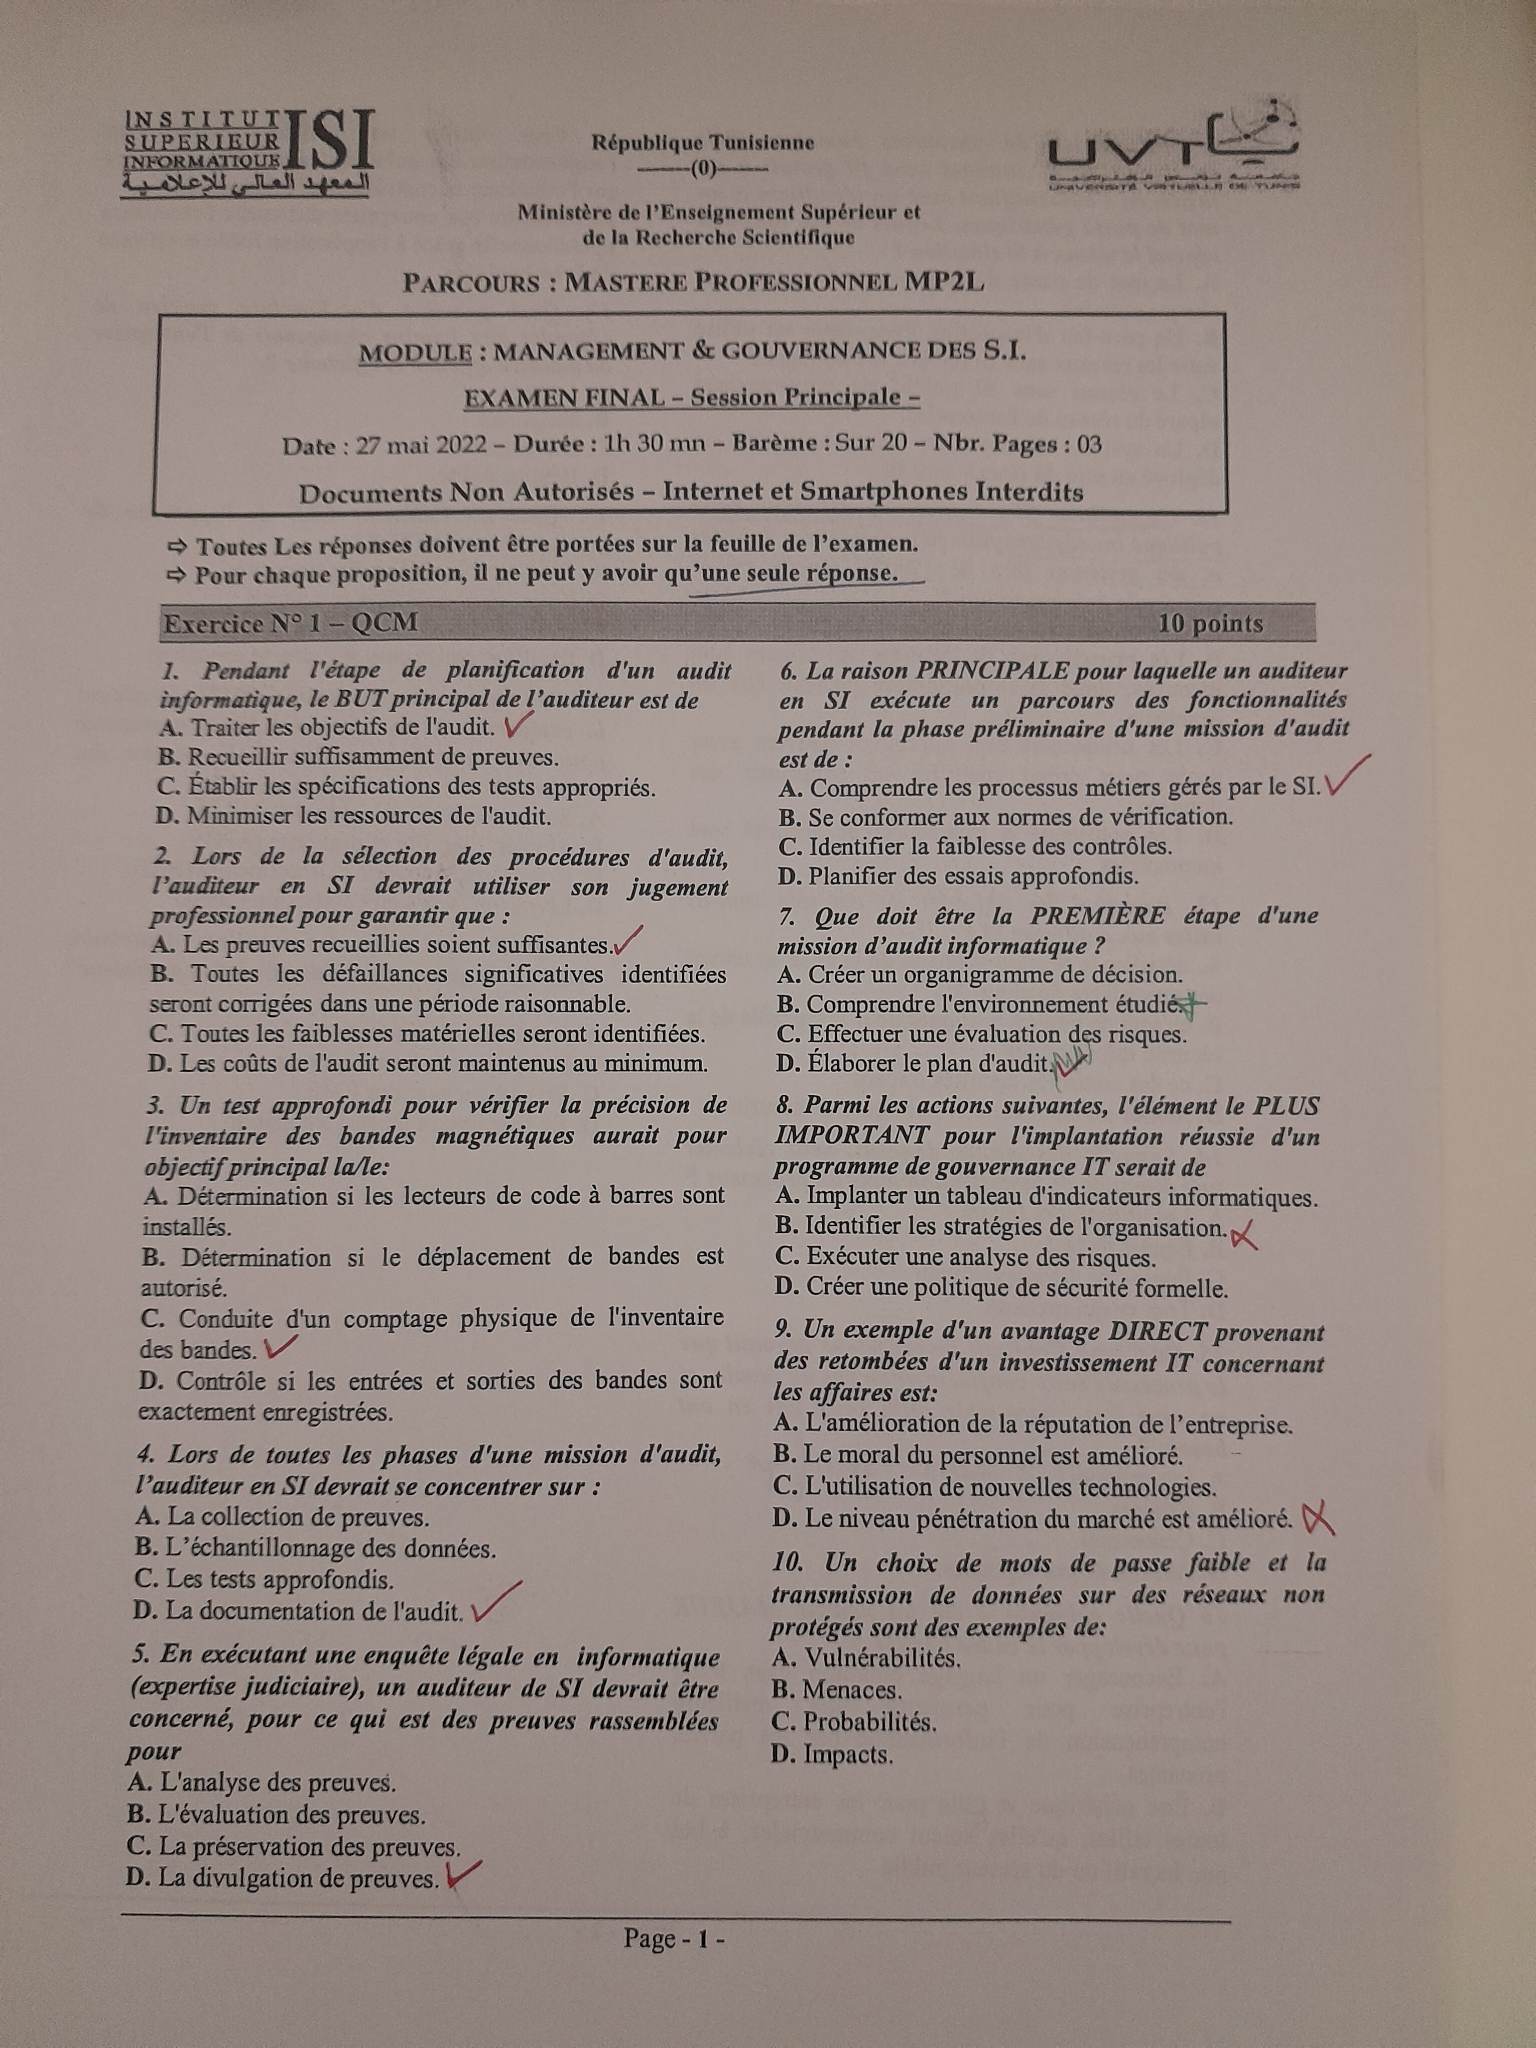 INSTITUT
SUPERIEUR
INFORMATIQUE
ISI
المعهد العالي للإعلامية
République Tunisienne
-----(0)-----
Ministère de l'Enseignement Supérieur et
de la Recherche Scientifique
UVT
UNIVERSITÉ VIRTUELLE DE TUNIS
PARCOURS : MASTERE PROFESSIONNEL MP2L
MODULE : MANAGEMENT & GOUVERNANCE DES S.I.
EXAMEN FINAL – Session Principale –
Date : 27 mai 2022 – Durée : 1h 30 mn – Barème : Sur 20 – Nbr. Pages : 03
Documents Non Autorisés – Internet et Smartphones Interdits
⇨ Toutes Les réponses doivent être portées sur la feuille de l'examen.
⇨ Pour chaque proposition, il ne peut y avoir qu'une seule réponse.
Exercice N° 1 – QCM 10 points
1. Pendant l'étape de planification d'un audit
informatique, le BUT principal de l'auditeur est de
A. Traiter les objectifs de l'audit.
B. Recueillir suffisamment de preuves.
C. Établir les spécifications des tests appropriés.
D. Minimiser les ressources de l'audit.
2. Lors de la sélection des procédures d'audit,
l'auditeur en SI devrait utiliser son jugement
professionnel pour garantir que :
A. Les preuves recueillies soient suffisantes.
B. Toutes les défaillances significatives identifiées
seront corrigées dans une période raisonnable.
C. Toutes les faiblesses matérielles seront identifiées.
D. Les coûts de l'audit seront maintenus au minimum.
3. Un test approfondi pour vérifier la précision de
l'inventaire des bandes magnétiques aurait pour
objectif principal la/le:
A. Détermination si les lecteurs de code à barres sont
installés.
B. Détermination si le déplacement de bandes est
autorisé.
C. Conduite d'un comptage physique de l'inventaire
des bandes.
D. Contrôle si les entrées et sorties des bandes sont
exactement enregistrées.
4. Lors de toutes les phases d'une mission d'audit,
l'auditeur en SI devrait se concentrer sur :
A. La collection de preuves.
B. L'échantillonnage des données.
C. Les tests approfondis.
D. La documentation de l'audit.
5. En exécutant une enquête légale en informatique
(expertise judiciaire), un auditeur de SI devrait être
concerné, pour ce qui est des preuves rassemblées
pour
A. L'analyse des preuves.
B. L'évaluation des preuves.
C. La préservation des preuves.
D. La divulgation de preuves.
6. La raison PRINCIPALE pour laquelle un auditeur
en SI exécute un parcours des fonctionnalités
pendant la phase préliminaire d'une mission d'audit
est de :
A. Comprendre les processus métiers gérés par le SI.
B. Se conformer aux normes de vérification.
C. Identifier la faiblesse des contrôles.
D. Planifier des essais approfondis.
7. Que doit être la PREMIÈRE étape d'une
mission d'audit informatique ?
A. Créer un organigramme de décision.
B. Comprendre l'environnement étudié.
C. Effectuer une évaluation des risques.
D. Élaborer le plan d'audit.
8. Parmi les actions suivantes, l'élément le PLUS
IMPORTANT pour l'implantation réussie d'un
programme de gouvernance IT serait de
A. Implanter un tableau d'indicateurs informatiques.
B. Identifier les stratégies de l'organisation.
C. Exécuter une analyse des risques.
D. Créer une politique de sécurité formelle.
9. Un exemple d'un avantage DIRECT provenant
des retombées d'un investissement IT concernant
les affaires est:
A. L'amélioration de la réputation de l'entreprise.
B. Le moral du personnel est amélioré.
C. L'utilisation de nouvelles technologies.
D. Le niveau pénétration du marché est amélioré.
10. Un choix de mots de passe faible et la
transmission de données sur des réseaux non
protégés sont des exemples de:
A. Vulnérabilités.
B. Menaces.
C. Probabilités.
D. Impacts.
Page - 1 -